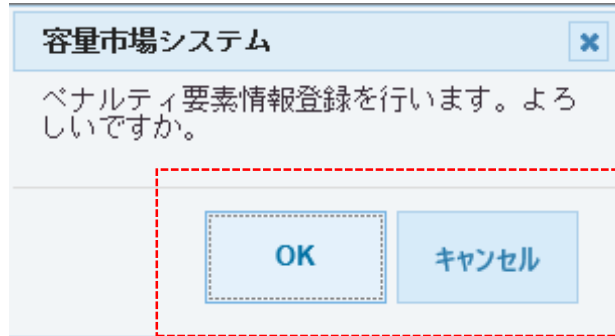 容量市場システム
ペナルティ要素情報登録を行います。よろ
しいですか。
OK
キャンセル